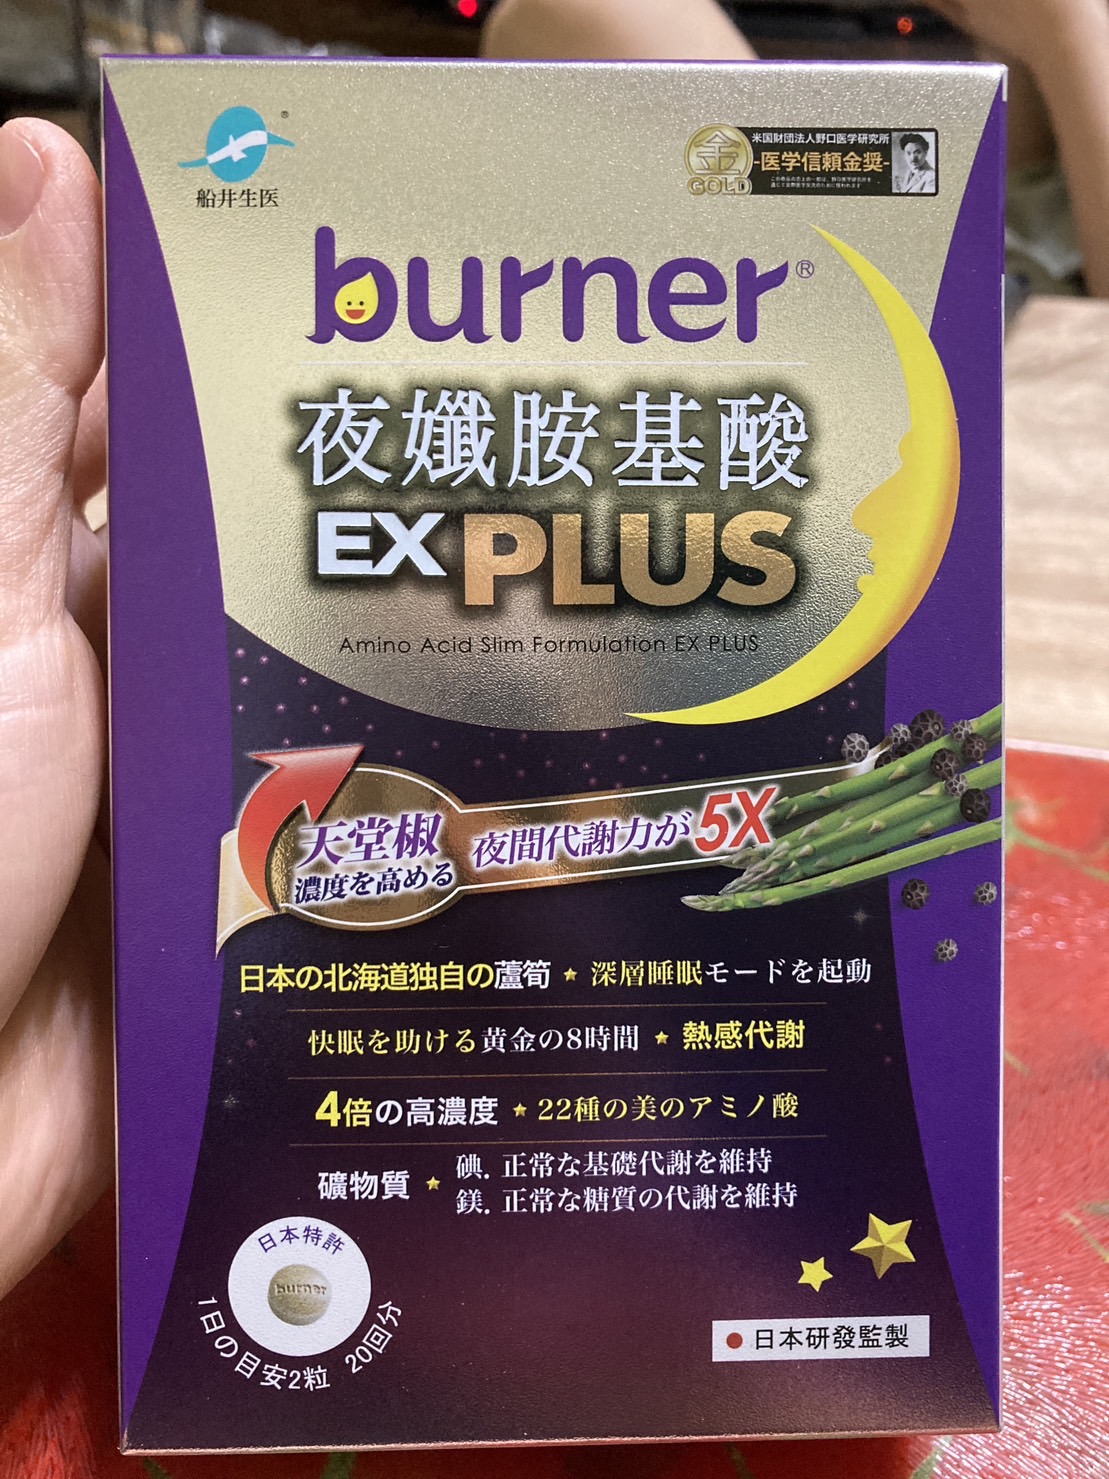 船井生医
®
米国財団法人野口医学研究所
金
GOLD
-医学信頼金奨-
burner®
夜孅胺基酸
EX PLUS
Amino Acid Slim Formulation EX PLUS
天堂椒
濃度を高める
夜間代謝力が5X
日本の北海道独自の蘆筍★深層睡眠モードを起動
快眠を助ける黄金の8時間★熱感代謝
4倍の高濃度★22種の美のアミノ酸
礦物質★
碘. 正常な基礎代謝を維持
鎂. 正常な糖質の代謝を維持
日本特許
burner
1日の目安2粒 20回分
●日本研發監製